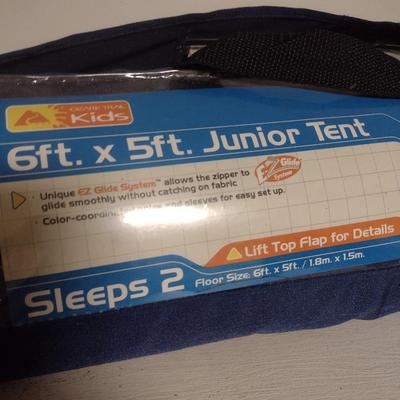 OZARK TRAIL
Kids
6ft. x 5ft. Junior Tent
· Unique EZ Glide System™ allows the zipper to
glide smoothly without catching on fabric
EZ Glide
System
· Color-coordin and sleeves for easy set up.
Lift Top Flap for Details
Sleeps 2
Floor Size: 6ft. x 5ft. / 1.8m. x 1.5m.